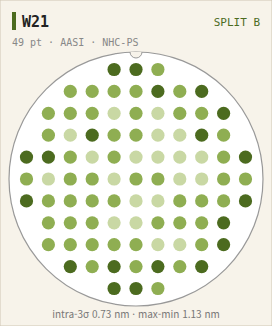 W21
SPLIT B
49 pt - AASI - NHC-PS
intra-3σ 0.73 nm - max-min 1.13 nm